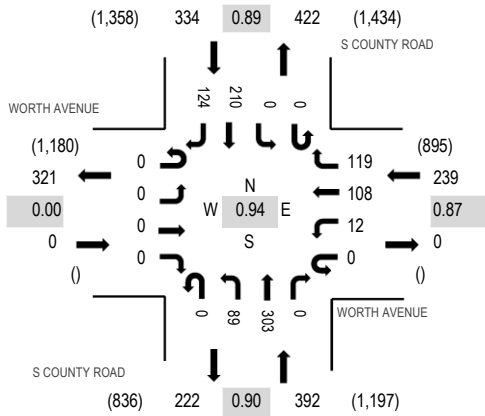 (1,358) 334 0.89 422 (1,434)
S COUNTY ROAD
WORTH AVENUE
124 210 0 0
(1,180) 0 119 (895)
321 0 N 108 239
0.00 W 0.94 E 0.87
0 0 S 12 0
() 0 0 ()
0 89 303 0
WORTH AVENUE
S COUNTY ROAD
(836) 222 0.90 392 (1,197)